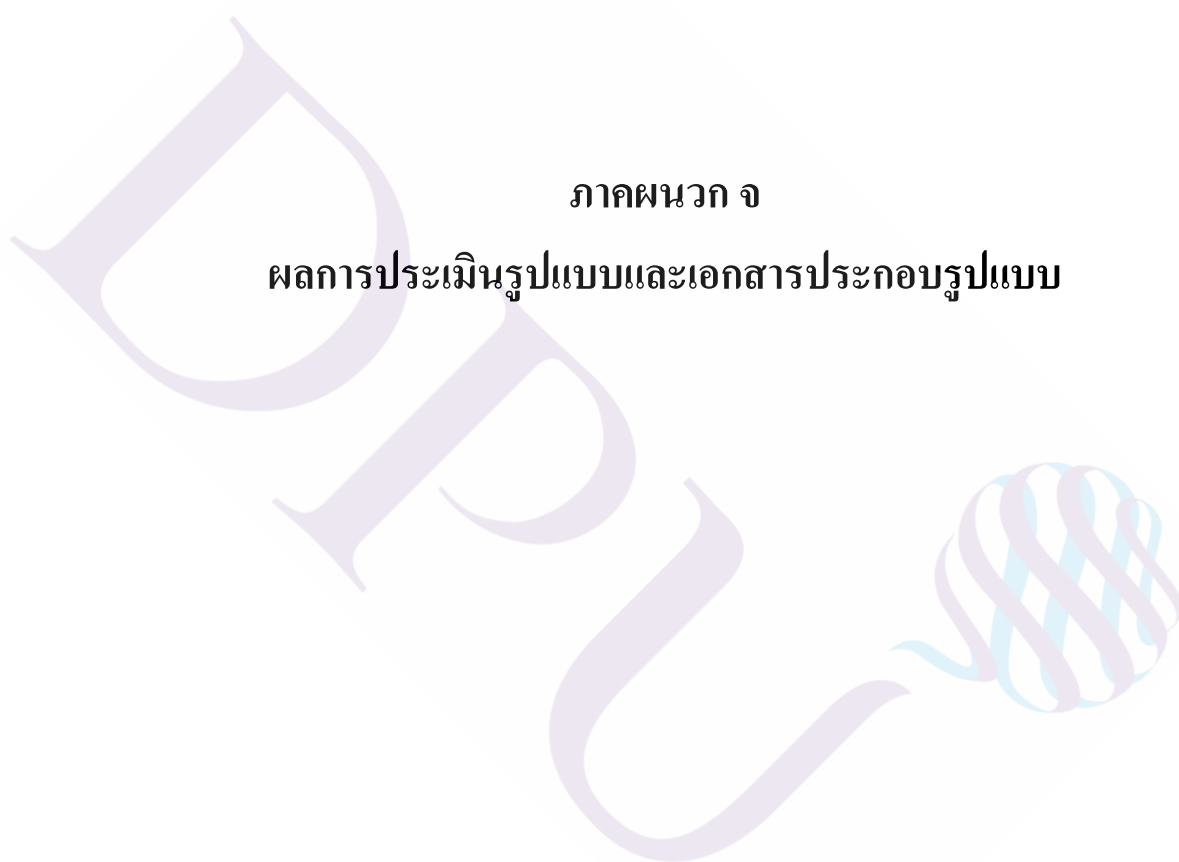 ภาคผนวก จ
ผลการประเมินรูปแบบและเอกสารประกอบรูปแบบ
DPU